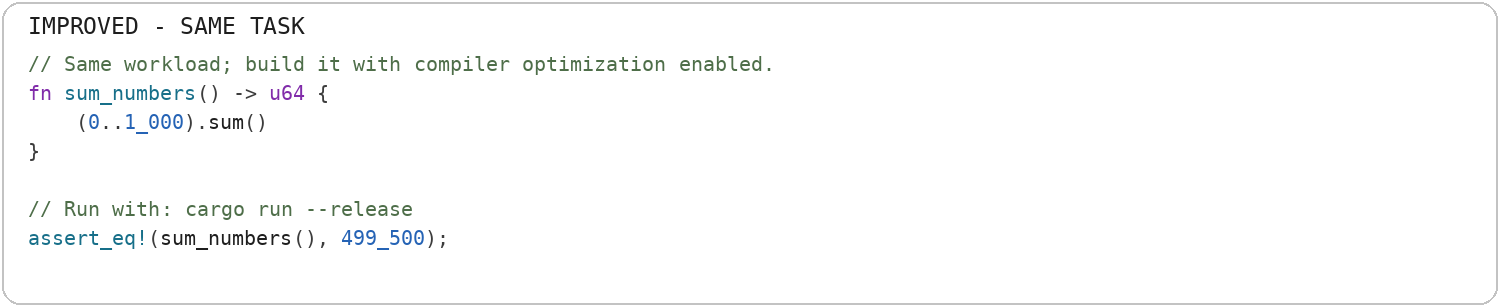 IMPROVED - SAME TASK
// Same workload; build it with compiler optimization enabled.
fn sum_numbers() -> u64 {
    (0..1_000).sum()
}
// Run with: cargo run --release
assert_eq!(sum_numbers(), 499_500);